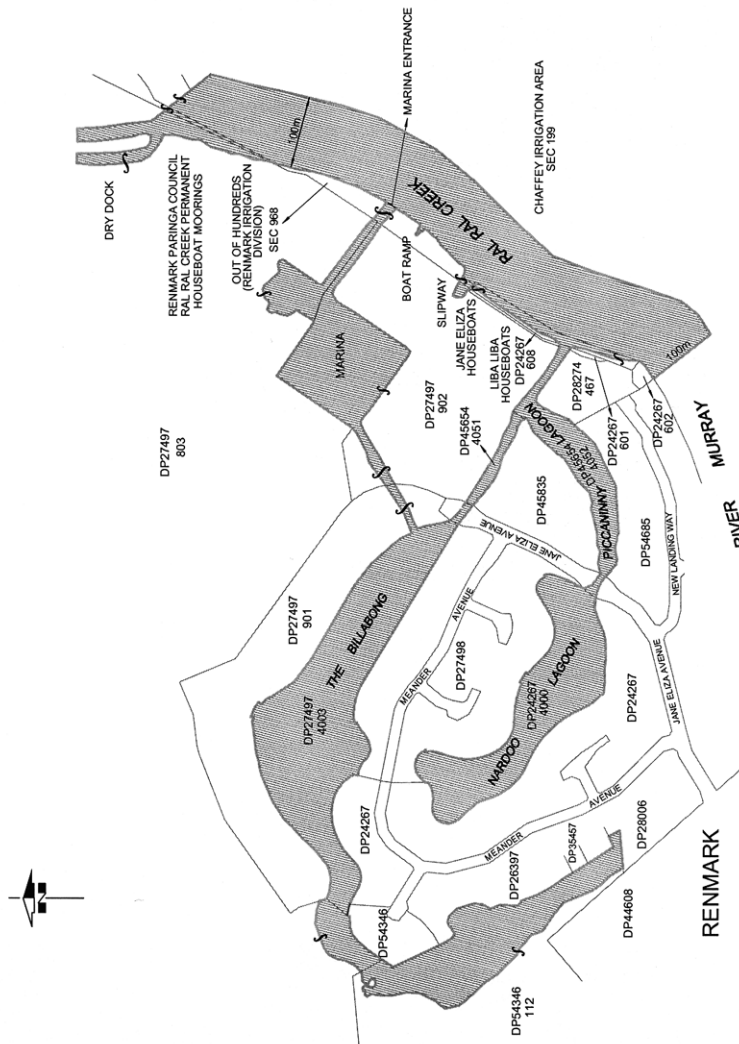 DRY DOCK
RENMARK PARINGA COUNCIL
RAL RAL CREEK PERMANENT
HOUSEBOAT MOORINGS
OUT OF HUNDREDS
(RENMARK IRRIGATION
DIVISION)
SEC 968
100m
MARINA ENTRANCE
RAL RAL CREEK
CHAFFEY IRRIGATION AREA
SEC 199
BOAT RAMP
SLIPWAY
JANE ELIZA
HOUSEBOATS
LIBA LIBA
HOUSEBOATS
DP24267
608
MARINA
DP27497
803
DP27497
902
DP45654
4051
DP28274
467
DP24267
601
DP24267
602
100m
MURRAY
RIVER
PICCANINNY LAGOON
DP45654
4052
DP45835
DP54685
NEW LANDING WAY
JANE ELIZA AVENUE
JANE ELIZA AVENUE
DP27497
901
THE BILLABONG
DP27497
4003
MEANDER AVENUE
DP27498
NARDOO LAGOON
DP24267
4000
DP24267
DP24267
MEANDER AVENUE
DP54346
DP26397
DP35457
DP28006
DP44608
DP54346
112
RENMARK
N